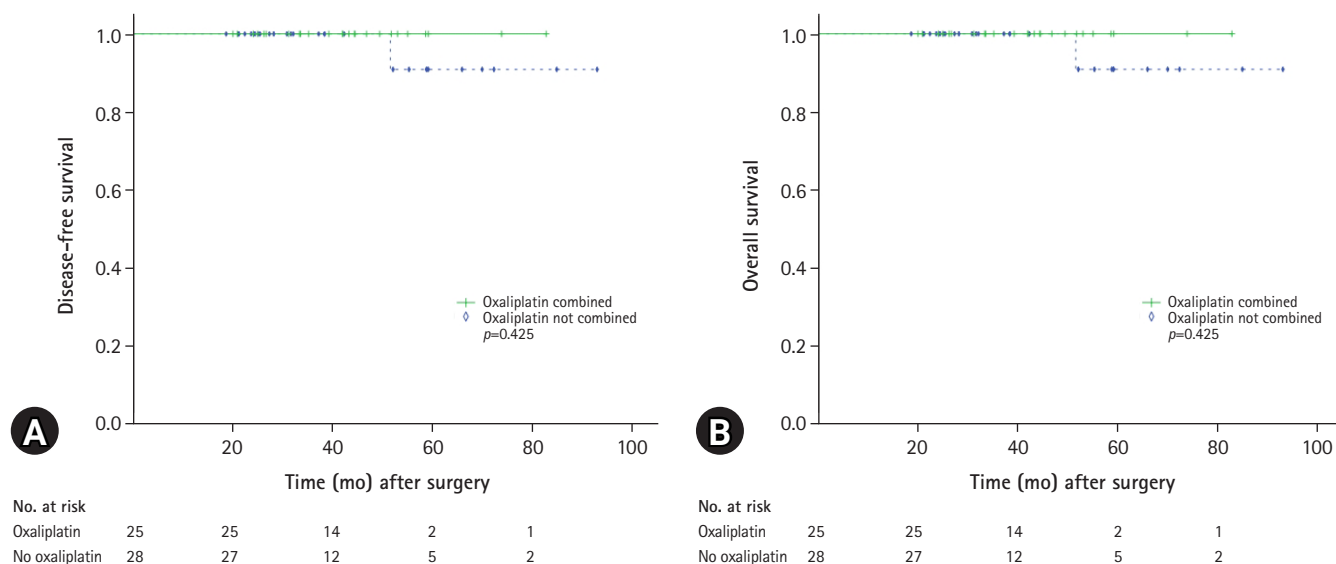 1.0
0.8
0.6
0.4
0.2
0.0
Disease-free survival
20 40 60 80 100
Time (mo) after surgery
Oxaliplatin combined
Oxaliplatin not combined
p=0.425
A
No. at risk
Oxaliplatin 25 25 14 2 1
No oxaliplatin 28 27 12 5 2
1.0
0.8
0.6
0.4
0.2
0.0
Overall survival
20 40 60 80 100
Time (mo) after surgery
Oxaliplatin combined
Oxaliplatin not combined
p=0.425
B
No. at risk
Oxaliplatin 25 25 14 2 1
No oxaliplatin 28 27 12 5 2